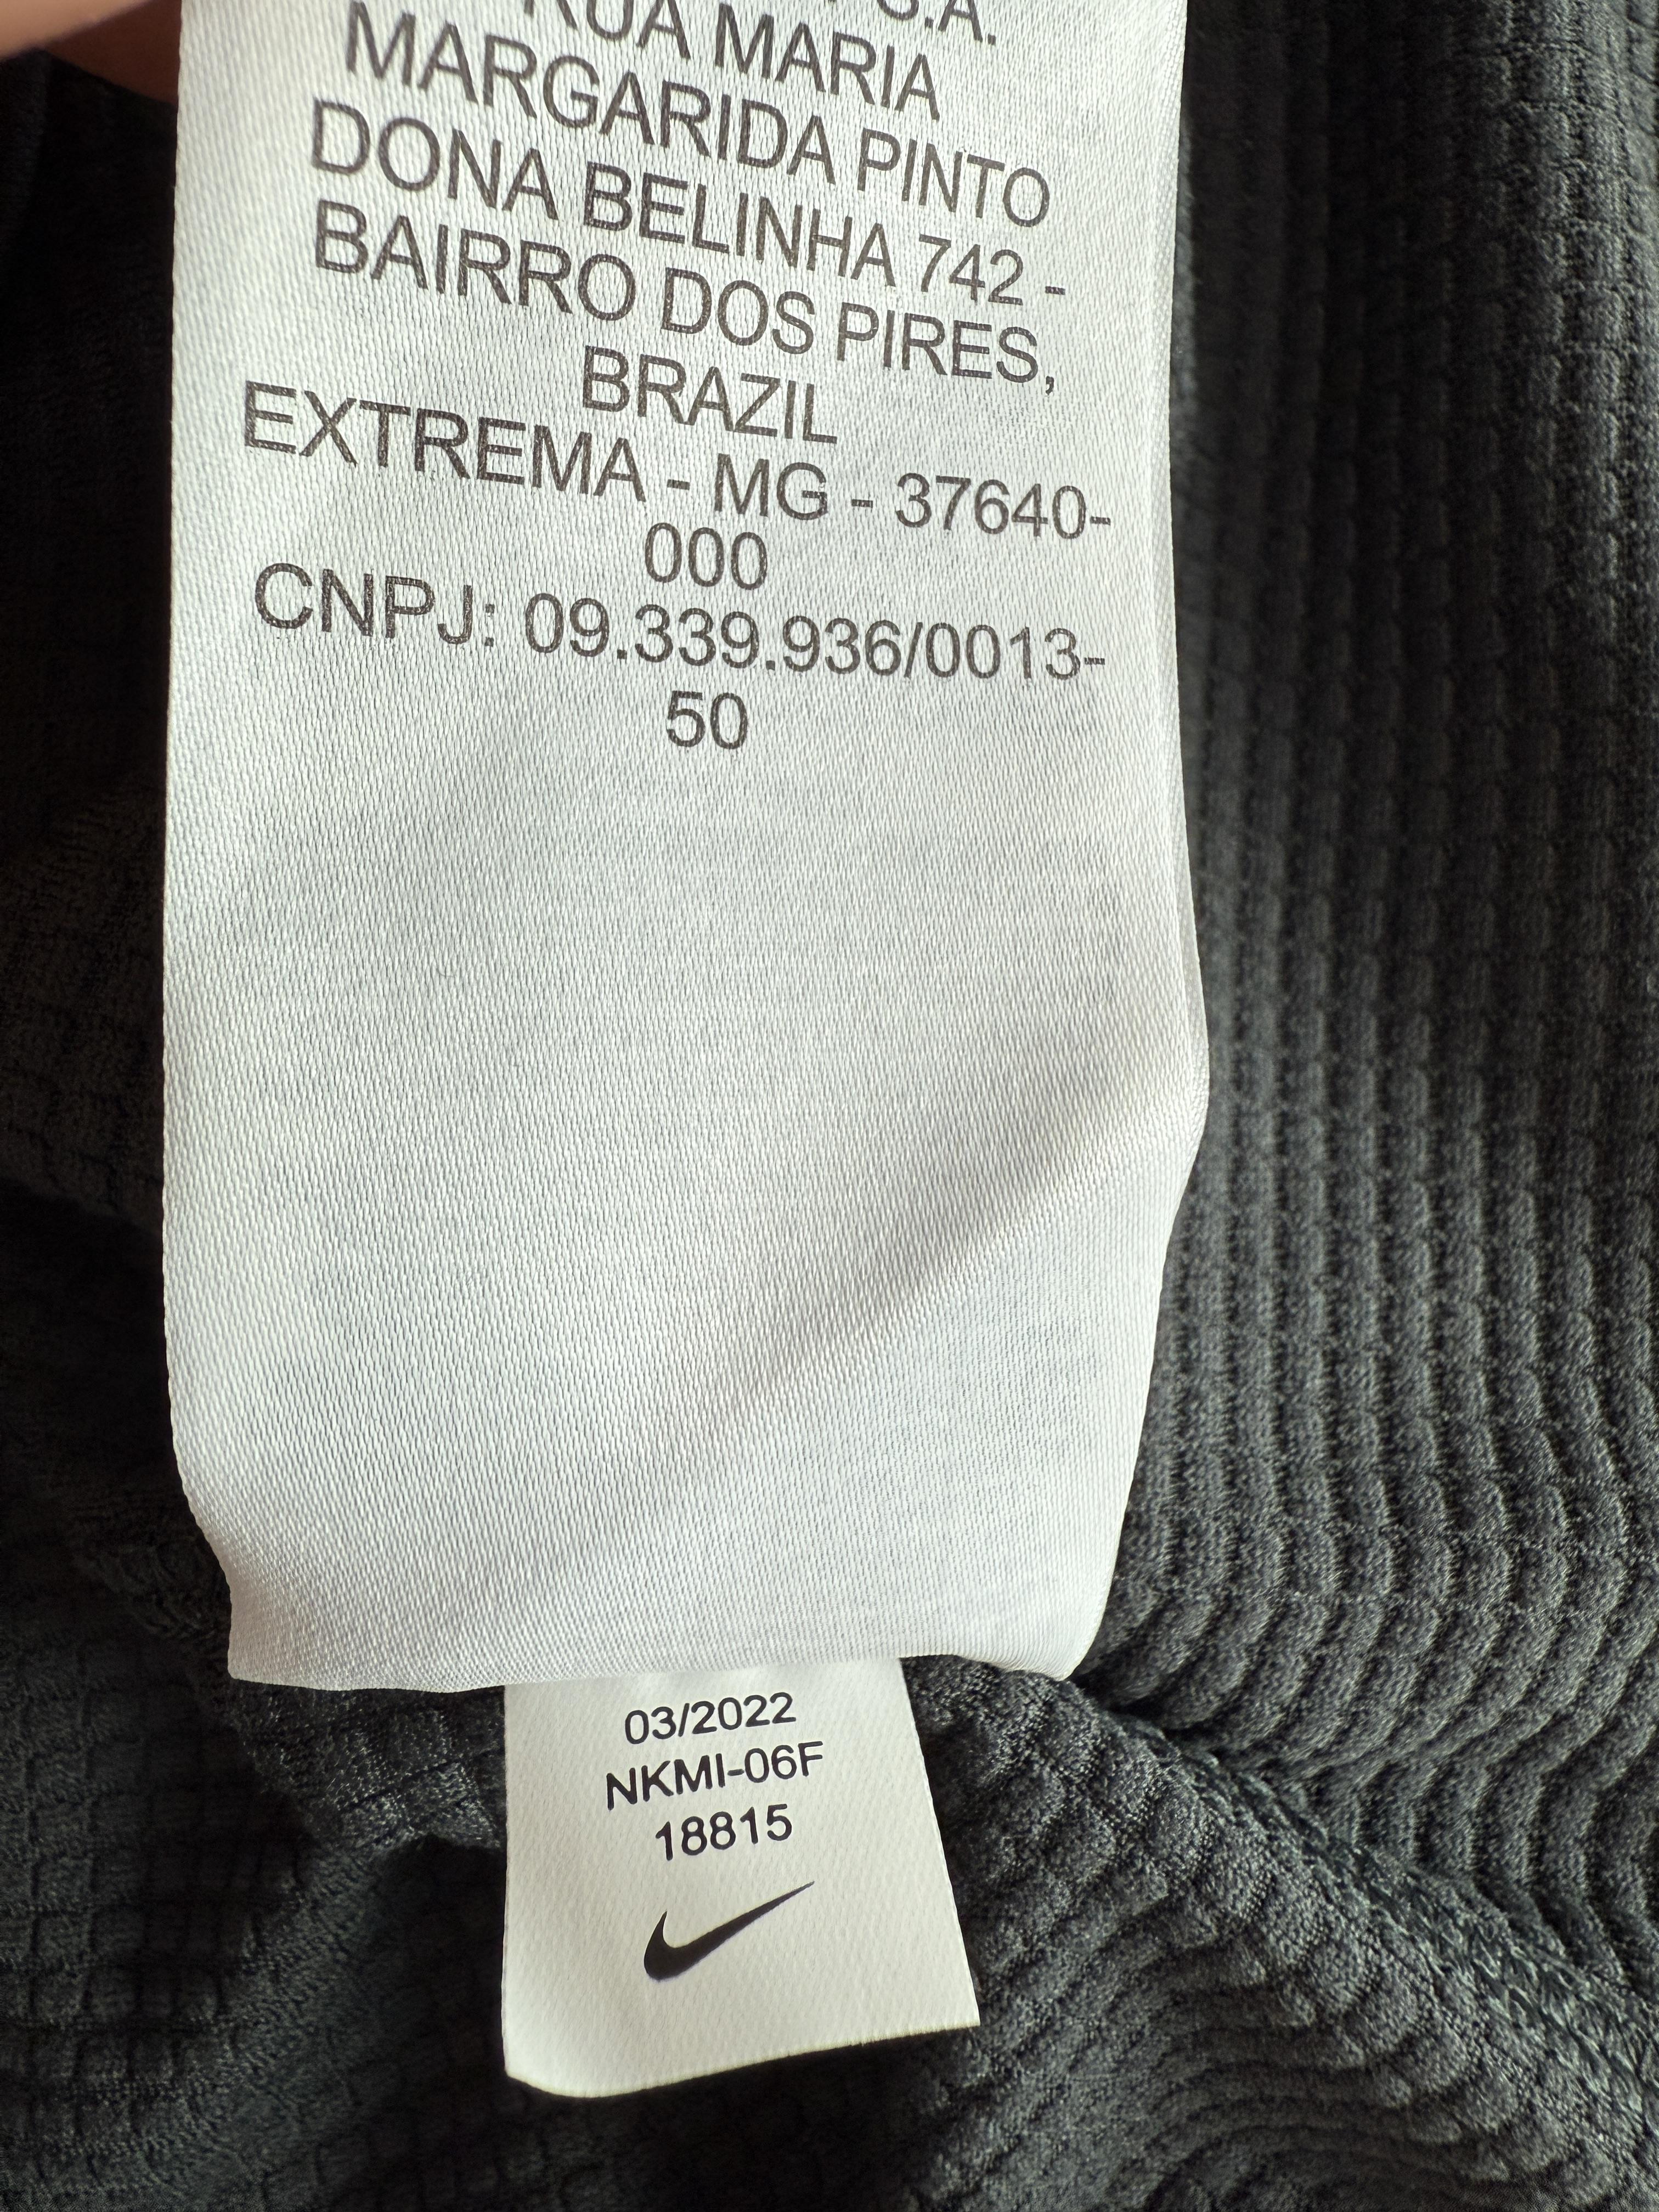 RUA MARIA S.A.
MARGARIDA PINTO
DONA BELINHA 742 -
BAIRRO DOS PIRES,
BRAZIL
EXTREMA - MG - 37640-
000
CNPJ: 09.339.936/0013-
50
03/2022
NKMI-06F
18815